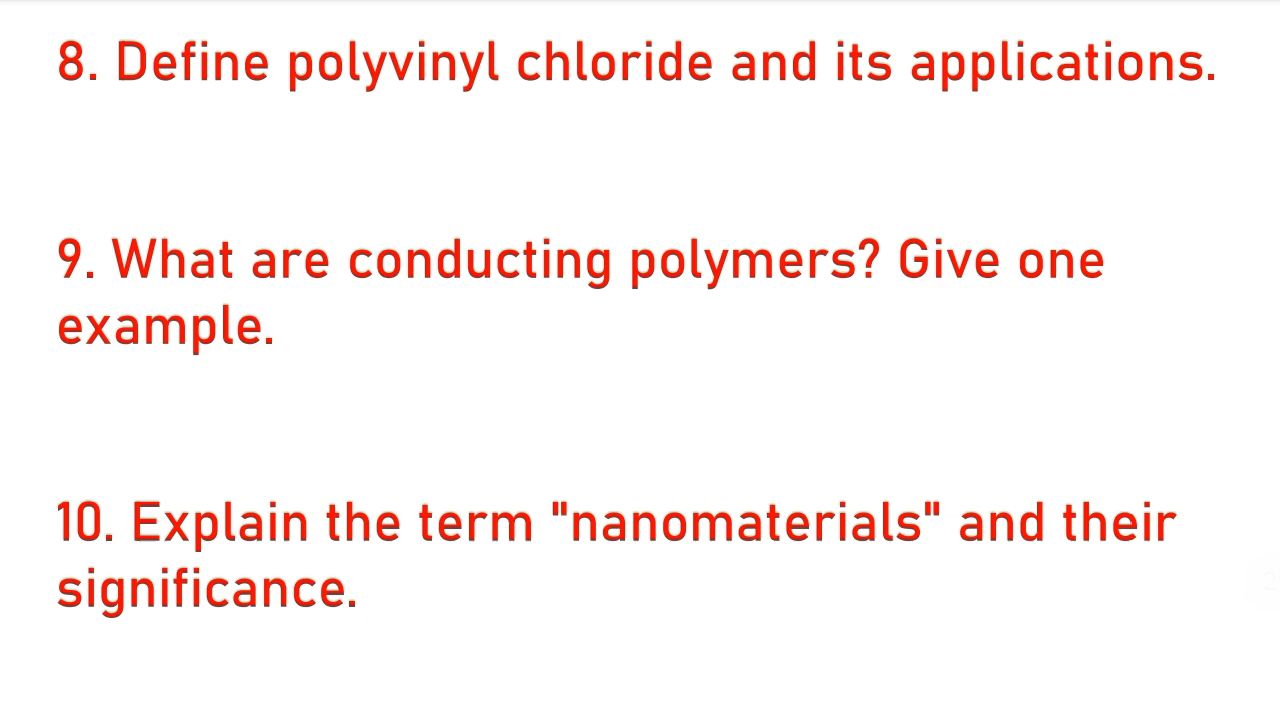 8. Define polyvinyl chloride and its applications.
9. What are conducting polymers? Give one
example.
10. Explain the term "nanomaterials" and their
significance.